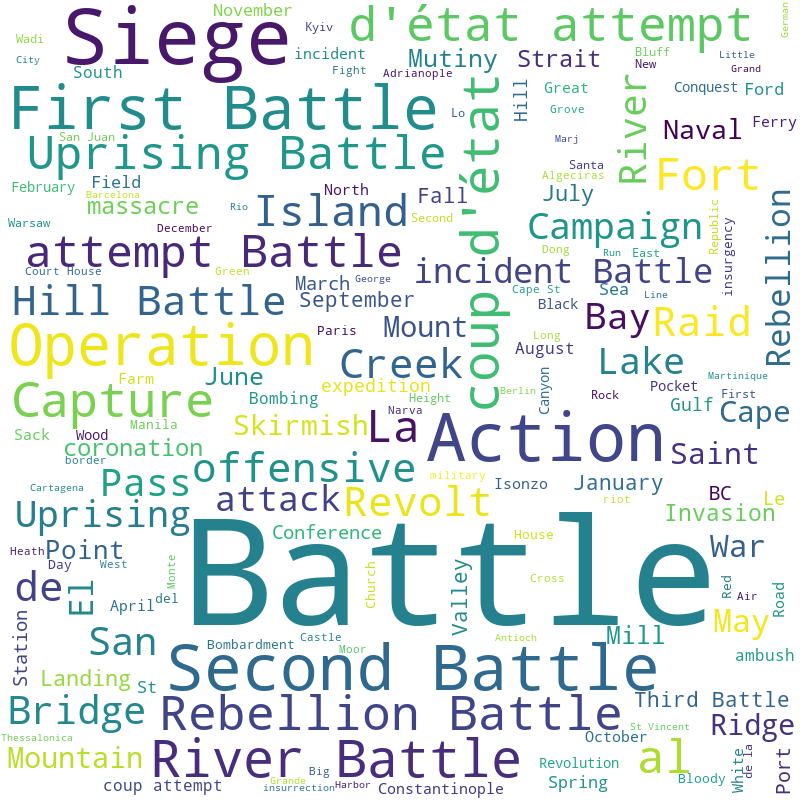 November
Kyiv
d'état attempt
German
Wadi
Siege
incident
Mutiny
Strait
Bluff
Little
City
South
Fight
Adrianople
New
Grand
First Battle
Lo
Hill
Great
Conquest
Ford
coup d'état
River
Grove
Naval
Ferry
San Juan
Uprising Battle
Marj
Santa
Fort
February
Field
North
Fall
Algeciras
July
Barcelona
massacre
Rio
Island
Second
Campaign
Republic
insurgency
Rebellion
Warsaw
December
attempt Battle
Dong
Run
East
Court House
Green
March
George
incident Battle
Cape St
Sea
Line
Hill Battle
September
Black
Bay
Raid
Operation
Paris
Mount
Long
August
Creek
Lake
June
Canyon
Martinique
Farm
expedition
Berlin
Rock
Pocket
First
Capture
Bombing
Narva
Height
Gulf
Cape
Manila
Skirmish
La
Action
Sack
Wood
coronation
Saint
border
offensive
military
Pass
Isonzo
January
BC
Le
Cartagena
attack
Revolt
riot
Uprising
Invasion
Conference
House
Heath
Point
Battle
War
Day
West
Monte
Church
Valley
Cross
Red
Air
Road
de
El
April
del
May
Station
San
Bombardment
Castle
Antioch
Mill
Moor
Second Battle
ambush
Landing
St
Bridge
Rebellion Battle
Third Battle
St Vincent
Ridge
Thessalonica
October
Mountain
River Battle
al
White
de la
Port
Big
Revolution
Bloody
coup attempt
Grande
insurrection
Harbor
Constantinople
Spring